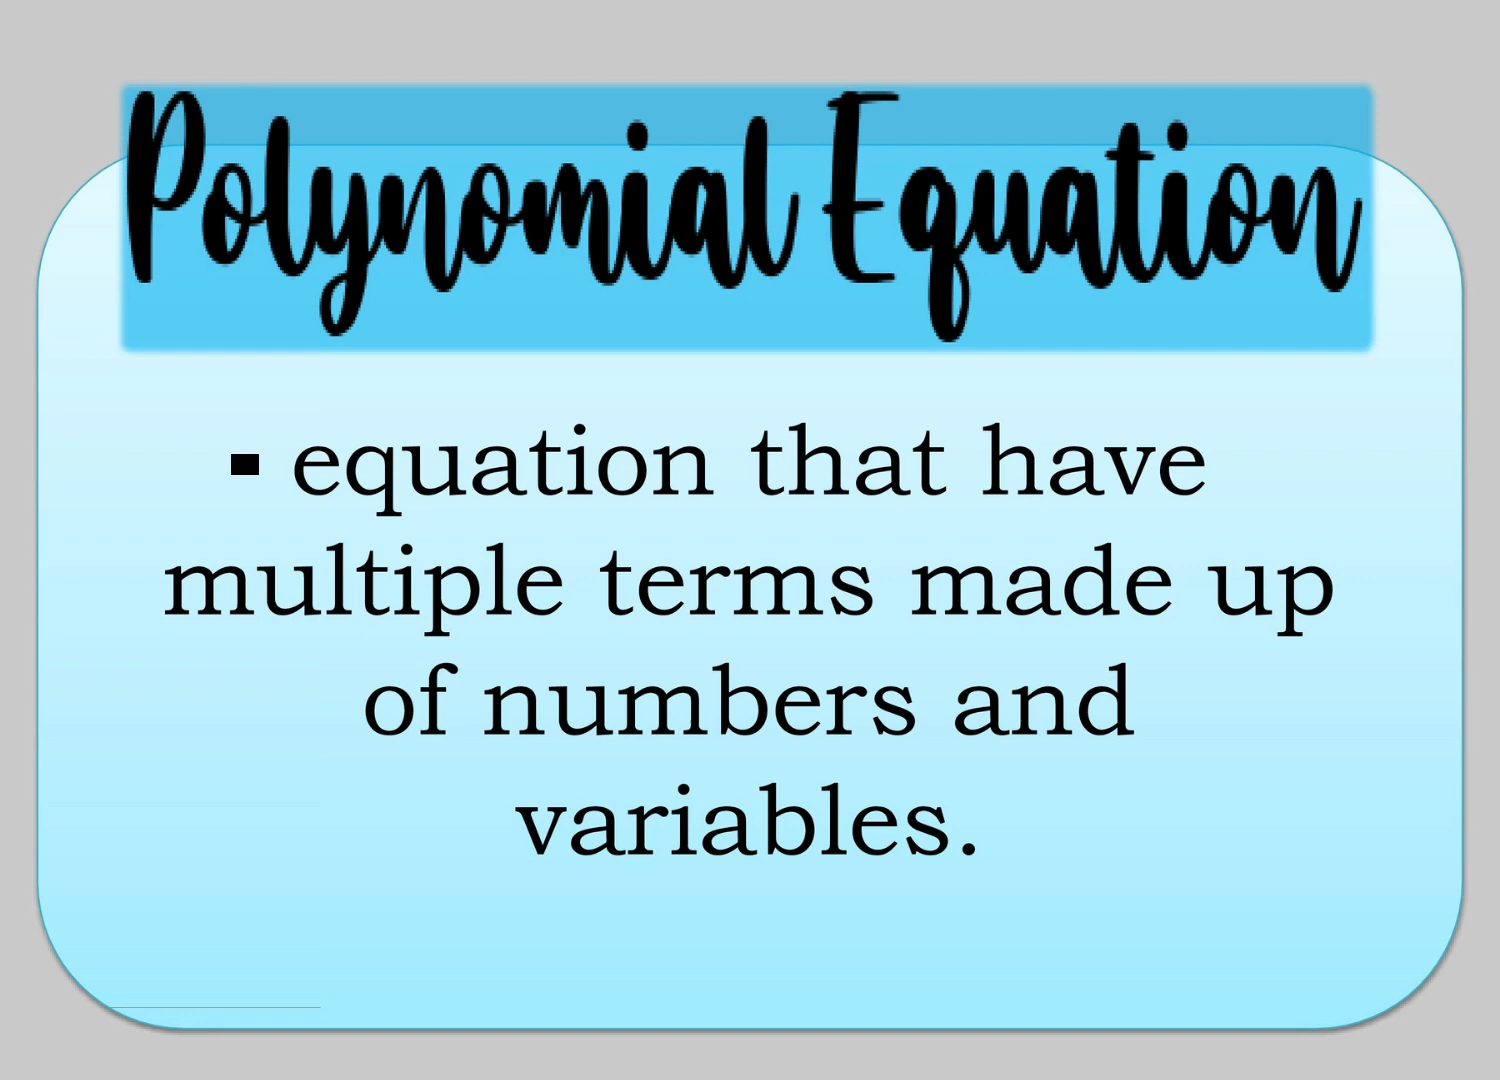 Polynomial Equation
- equation that have
multiple terms made up
of numbers and
variables.